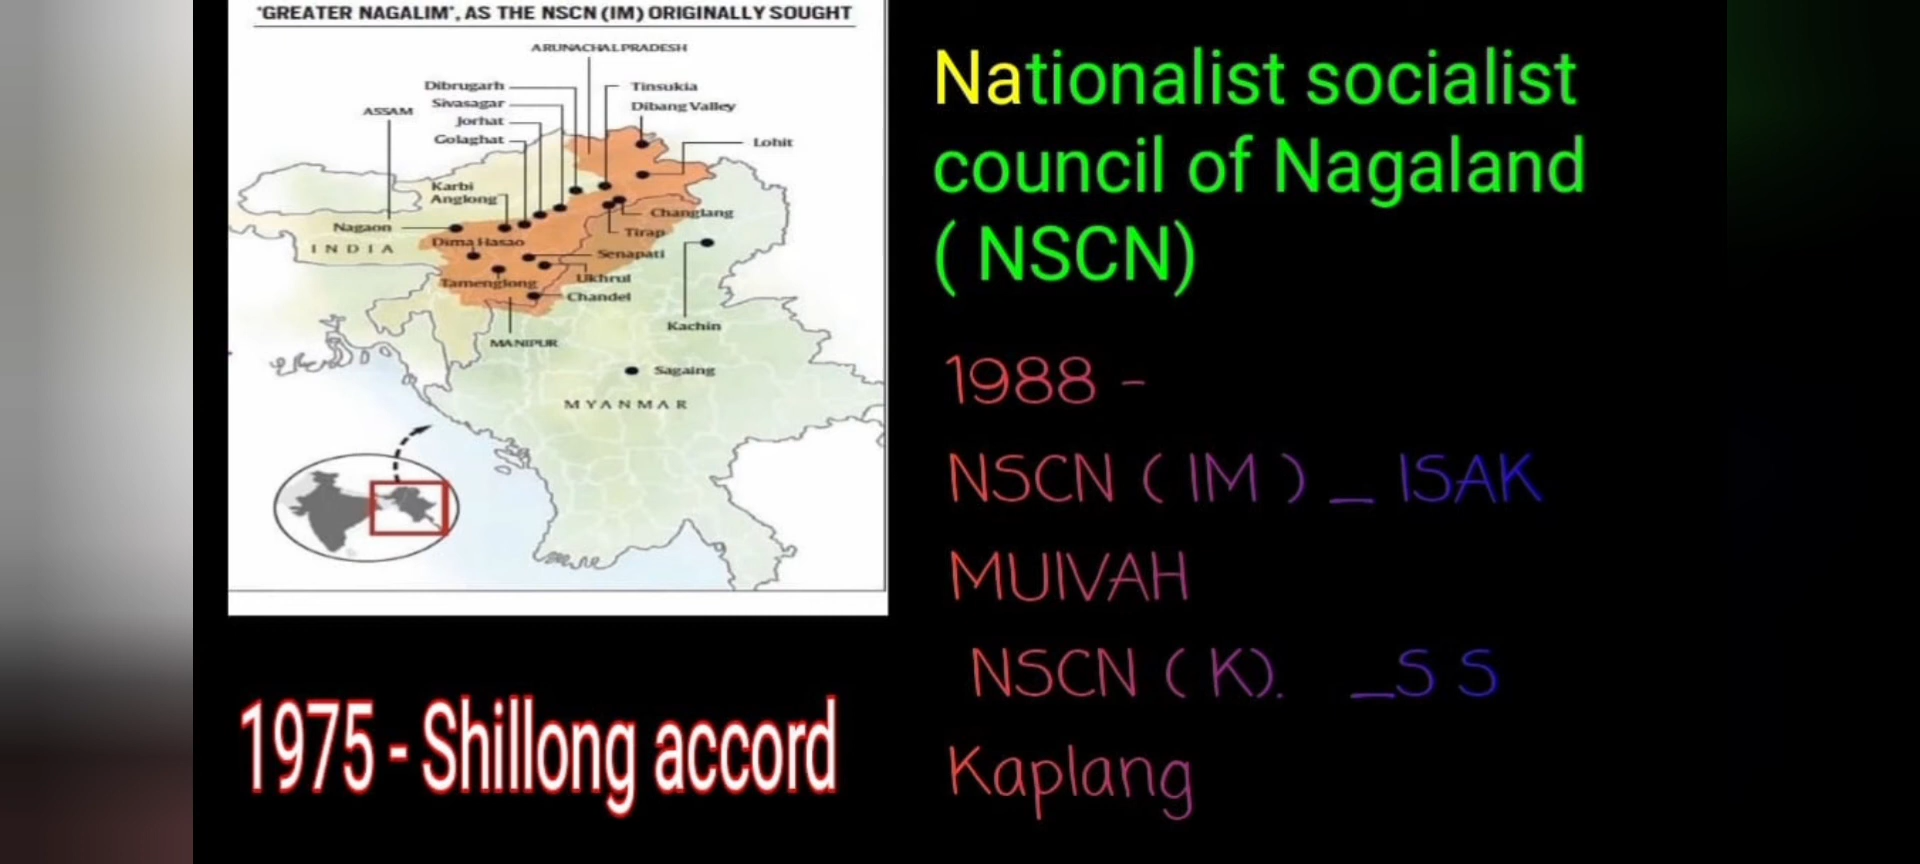 'GREATER NAGALIM', AS THE NSCN (IM) ORIGINALLY SOUGHT
ARUNACHAL PRADESH
Dibrugarh
Tinsukia
Sivasagar
Dibang Valley
ASSAM
Jorhat
Golaghat
Lohit
Karbi
Anglong
Changlang
Nagaon
Tirap
Dima Hasao
INDIA
Senapati
Ukhrul
Tamenglong
Chandel
Kachin
MANIPUR
Sagaing
MYANMAR
1975 - Shillong accord
Nationalist socialist
council of Nagaland
( NSCN)
1988 -
NSCN ( IM ) _ ISAK
MUIVAH
NSCN ( K). _S S
Kaplang